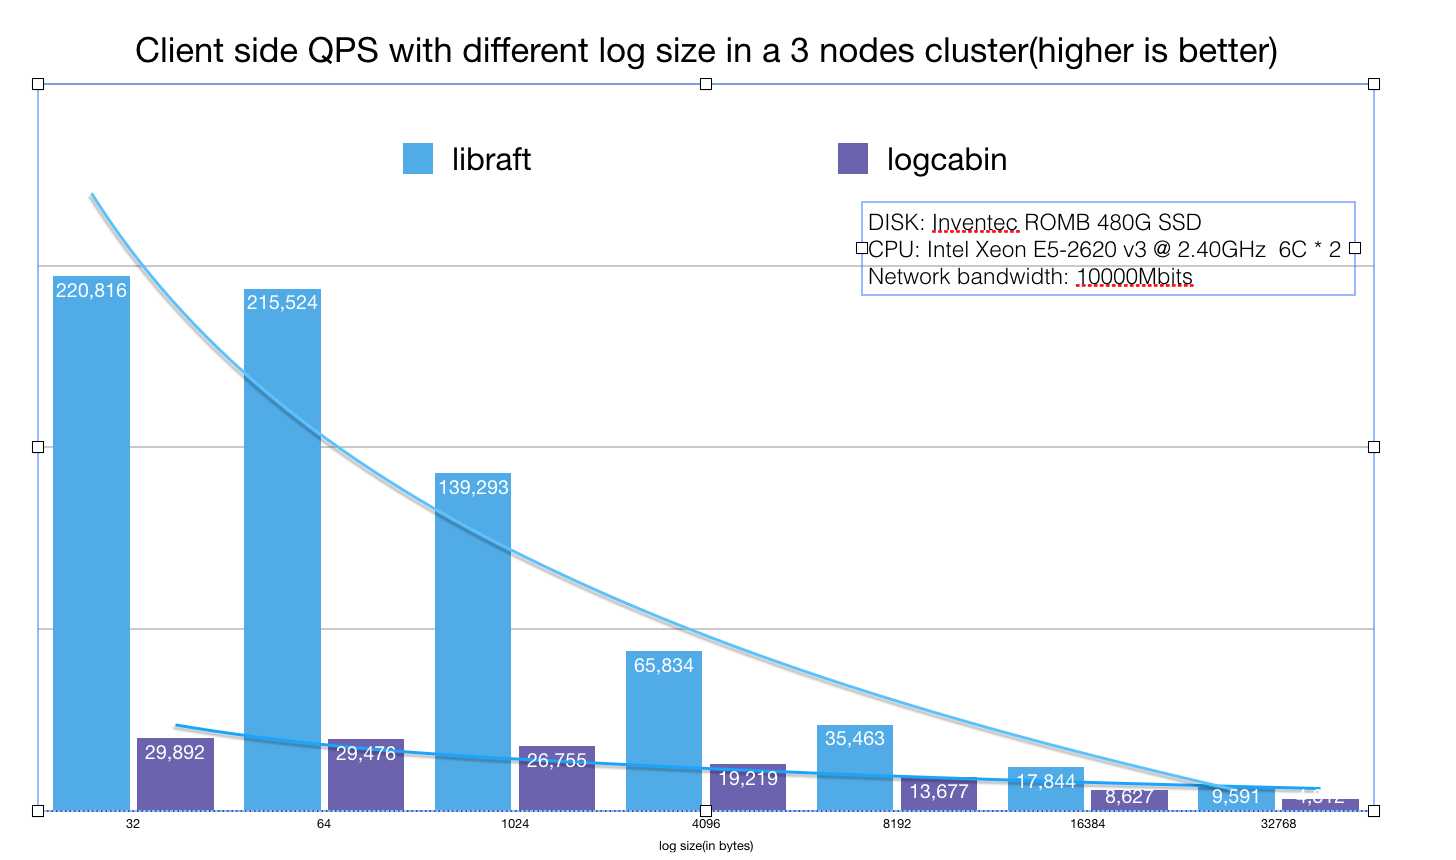 Client side QPS with different log size in a 3 nodes cluster(higher is better)
libraft
logcabin
DISK: Inventec ROMB 480G SSD
CPU: Intel Xeon E5-2620 v3 @ 2.40GHz  6C * 2
Network bandwidth: 10000Mbits
220,816
215,524
139,293
65,834
35,463
17,844
9,591
29,892
29,476
26,755
19,219
13,677
8,627
32
64
1024
4096
8192
16384
32768
log size(in bytes)